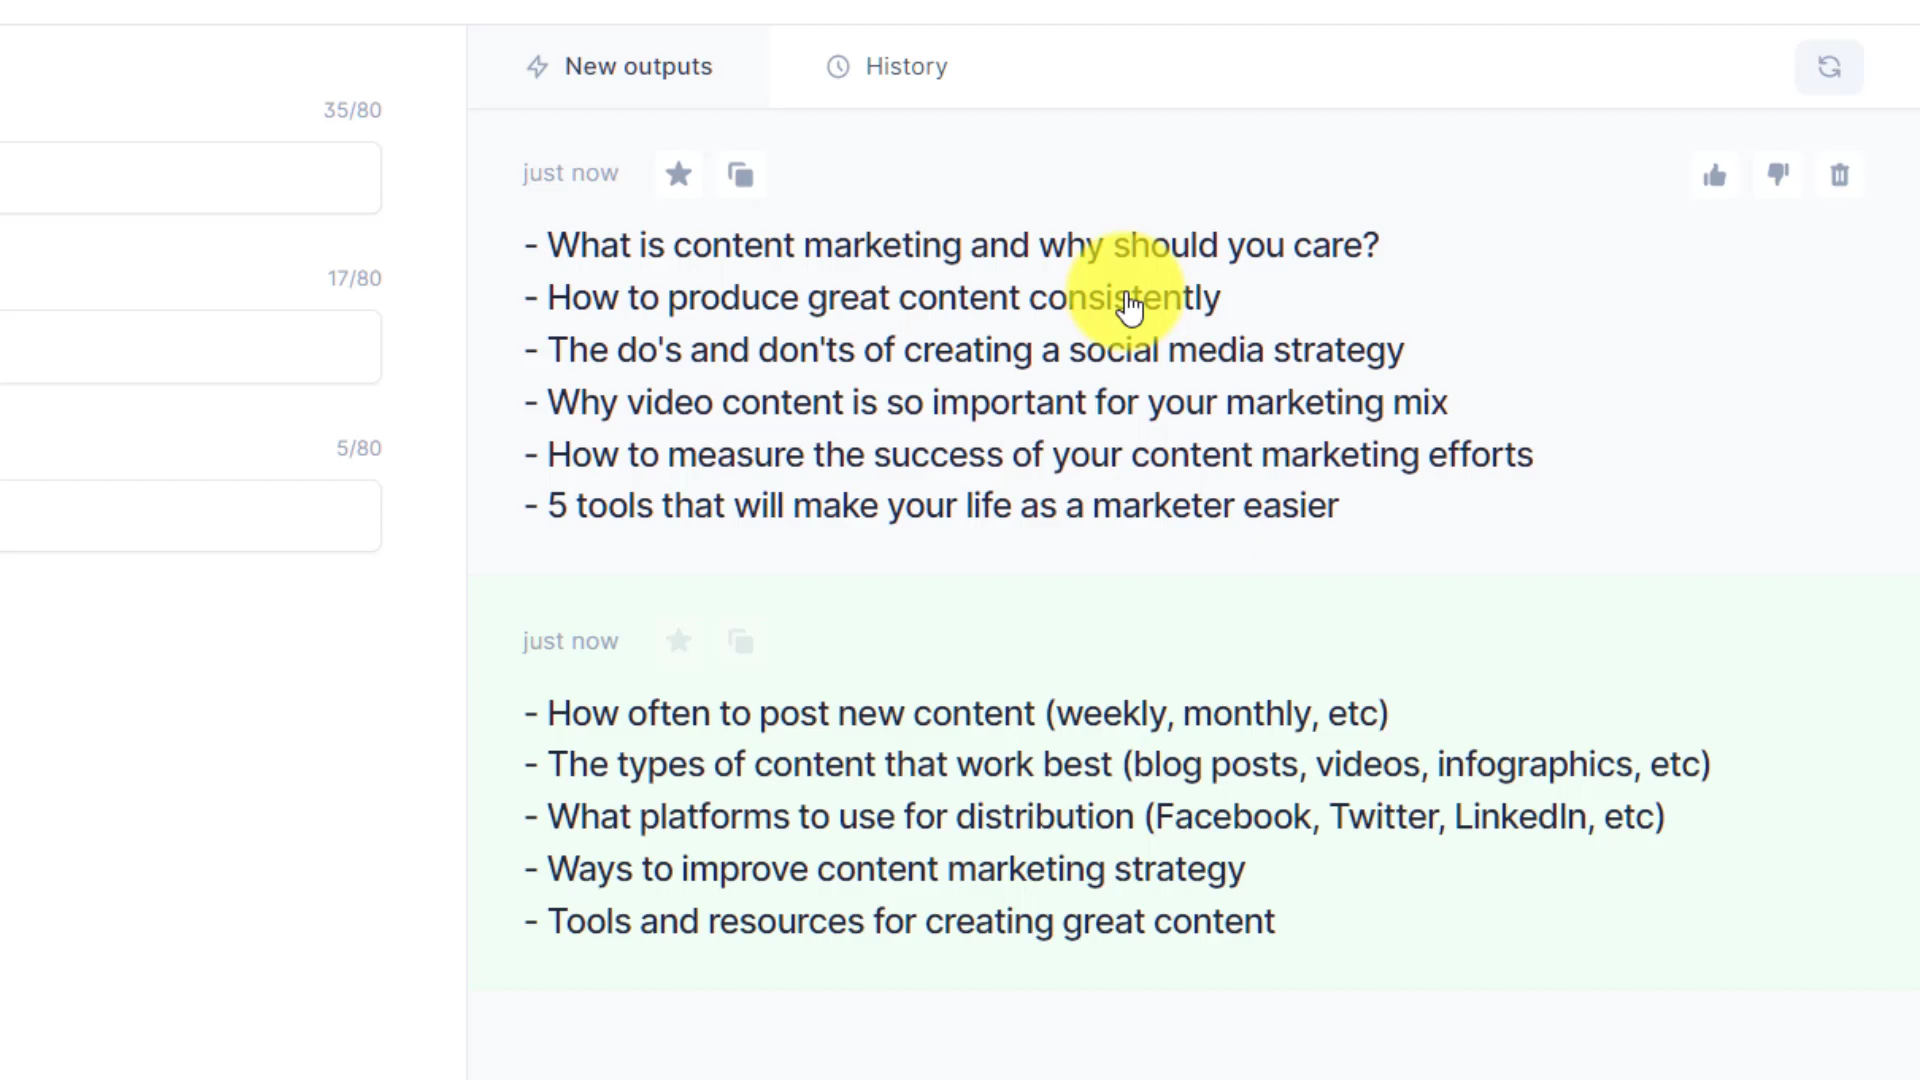 New outputs
History
35/80
just now
- What is content marketing and why should you care?
- How to produce great content consistently
- The do's and don'ts of creating a social media strategy
- Why video content is so important for your marketing mix
- How to measure the success of your content marketing efforts
- 5 tools that will make your life as a marketer easier
17/80
5/80
just now
- How often to post new content (weekly, monthly, etc)
- The types of content that work best (blog posts, videos, infographics, etc)
- What platforms to use for distribution (Facebook, Twitter, LinkedIn, etc)
- Ways to improve content marketing strategy
- Tools and resources for creating great content